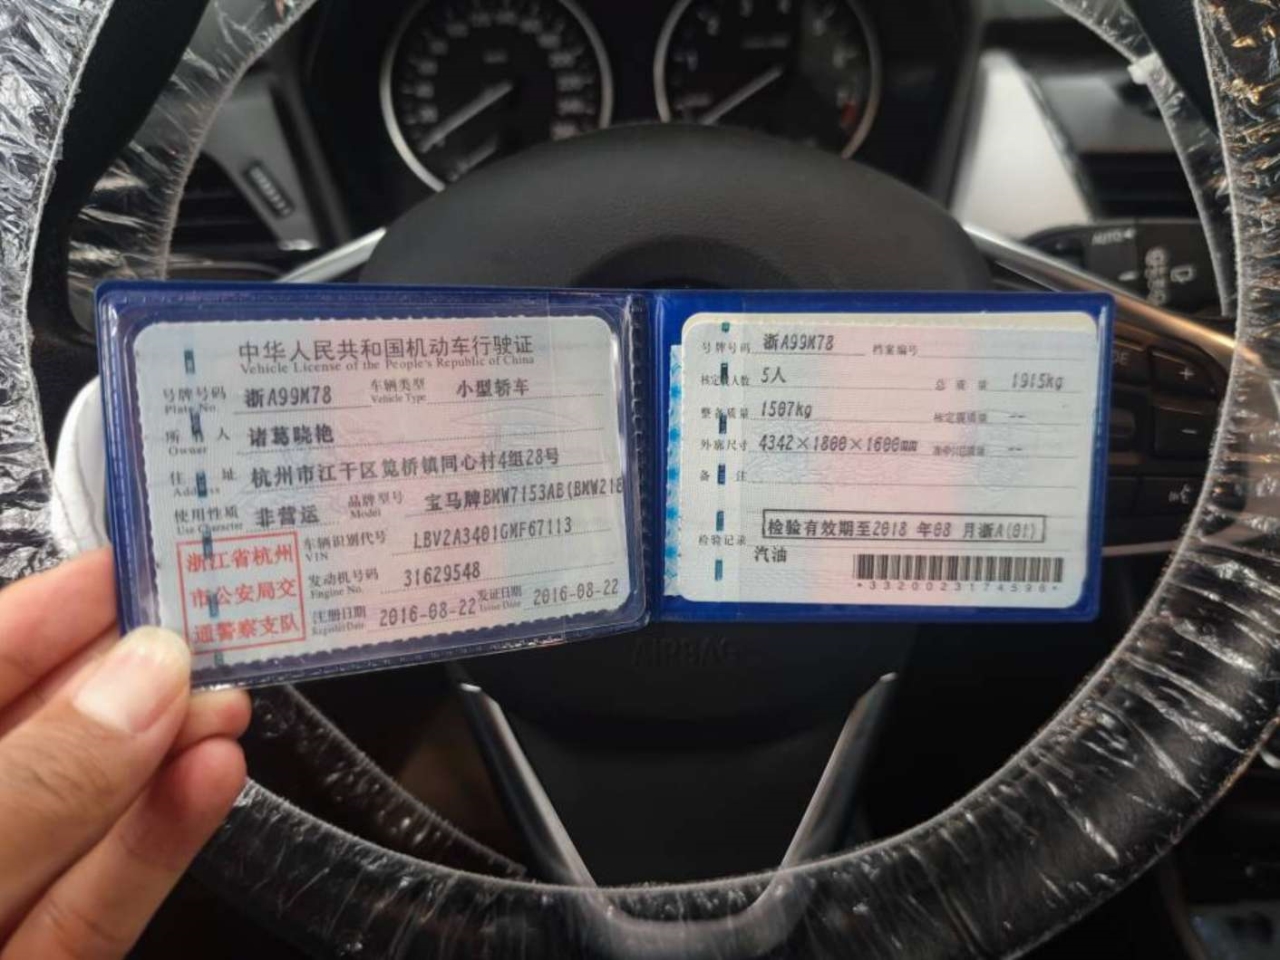 中华人民共和国机动车行驶证
Vehicle License of the People's Republic of China
号牌号码 浙A99M78 车辆类型 小型轿车
Plate No. Vehicle Type
所有人 诸葛晓艳
Owner
住址 杭州市江干区笕桥镇同心村4组28号
Address
使用性质 非营运 品牌型号 宝马牌BMW7153AB(BMW218
Use Character Model
浙江省杭州
市公安局交
通警察支队
车辆识别代号 LBV2A3401GMF67113
VIN
发动机号码 31629548
Engine No.
注册日期 2016-08-22 发证日期 2016-08-22
Register Date Issue Date
号牌号码 浙A99M78 档案编号
核定载人数 5人 总质量 1915kg
整备质量 1507kg 核定载质量 --
外廓尺寸 4342×1800×1600mm --
备注
检验记录 检验有效期至2018 年08 月浙A(01)
汽油
*3320023174596*
AIRBAG
AUTO